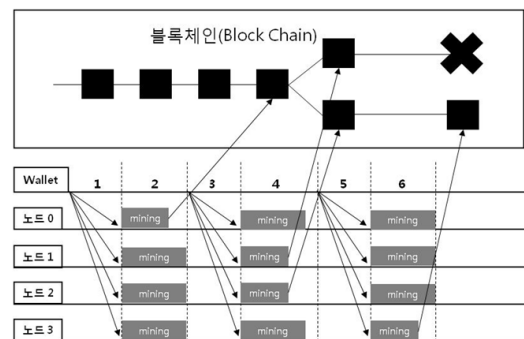 블록체인(Block Chain)
Wallet 1 2 3 4 5 6
노드 0 mining mining mining
노드 1 mining mining mining
노드 2 mining mining mining
노드 3 mining mining mining